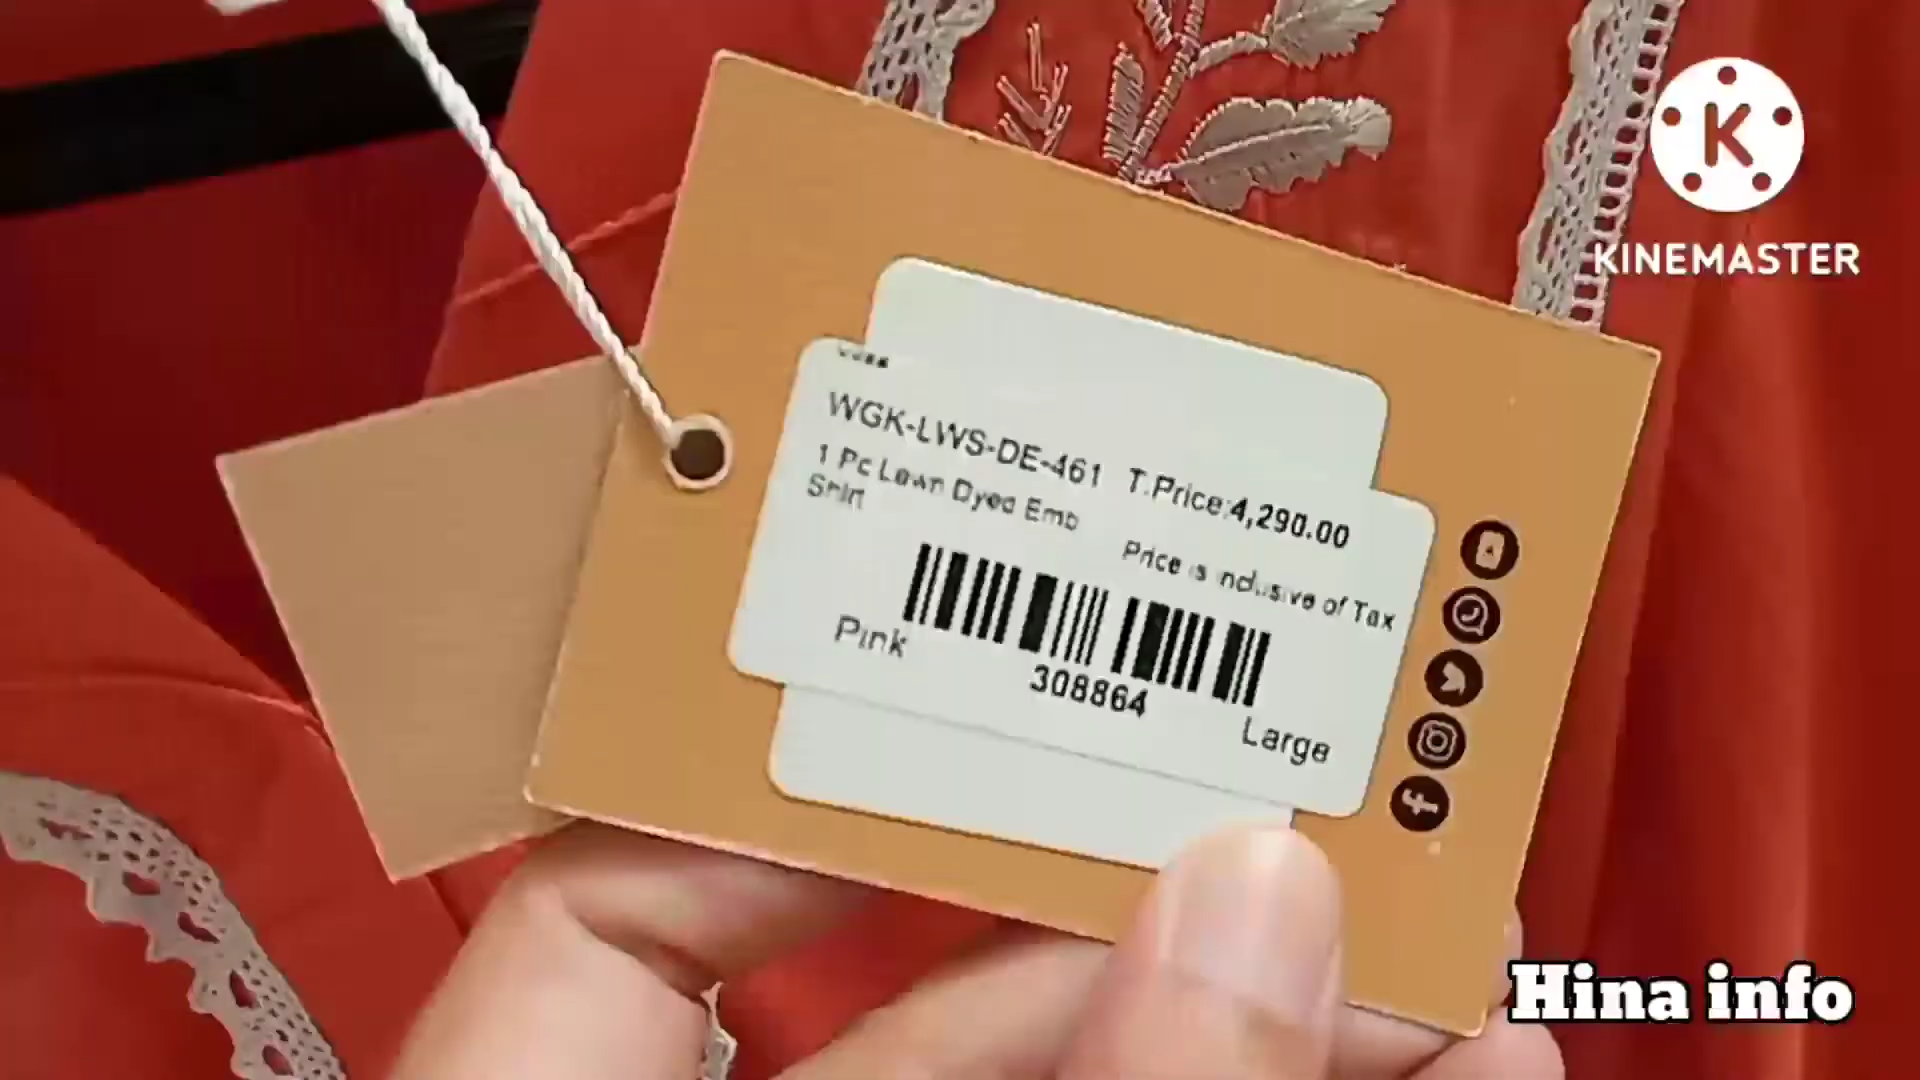 K
KINEMASTER
WGK-LWS-DE-461 T.Price:4,290.00
1 Pc Lawn Dyed Emb
Shirt
Price is inclusive of Tax
Pink
308864
Large
Hina info